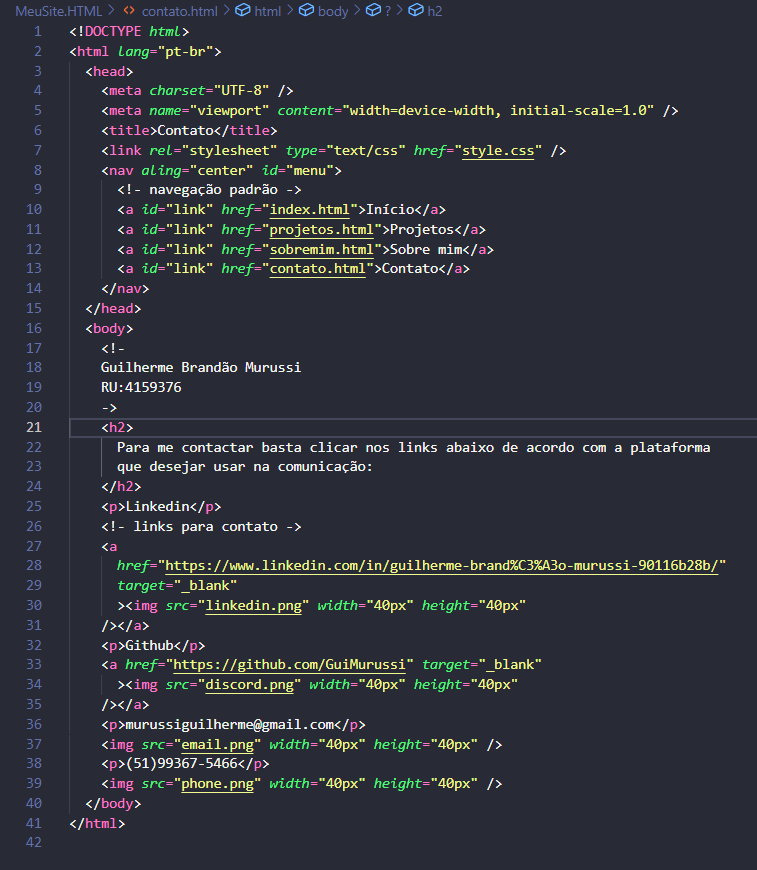 MeuSite.HTML > <> contato.html > html > body > ? > h2
1 <!DOCTYPE html>
2 <html lang="pt-br">
3 <head>
4 <meta charset="UTF-8" />
5 <meta name="viewport" content="width=device-width, initial-scale=1.0" />
6 <title>Contato</title>
7 <link rel="stylesheet" type="text/css" href="style.css" />
8 <nav aling="center" id="menu">
9 <!- navegação padrão ->
10 <a id="link" href="index.html">Início</a>
11 <a id="link" href="projetos.html">Projetos</a>
12 <a id="link" href="sobremim.html">Sobre mim</a>
13 <a id="link" href="contato.html">Contato</a>
14 </nav>
15 </head>
16 <body>
17 <!-
18 Guilherme Brandão Murussi
19 RU:4159376
20 ->
21 <h2>
22 Para me contactar basta clicar nos links abaixo de acordo com a plataforma
23 que desejar usar na comunicação:
24 </h2>
25 <p>Linkedin</p>
26 <!- links para contato ->
27 <a
28 href="https://www.linkedin.com/in/guilherme-brand%C3%A3o-murussi-90116b28b/"
29 target="_blank"
30 ><img src="linkedin.png" width="40px" height="40px"
31 /></a>
32 <p>Github</p>
33 <a href="https://github.com/GuiMurussi" target="_blank"
34 ><img src="discord.png" width="40px" height="40px"
35 /></a>
36 <p>murussiguilherme@gmail.com</p>
37 <img src="email.png" width="40px" height="40px" />
38 <p>(51)99367-5466</p>
39 <img src="phone.png" width="40px" height="40px" />
40 </body>
41 </html>
42